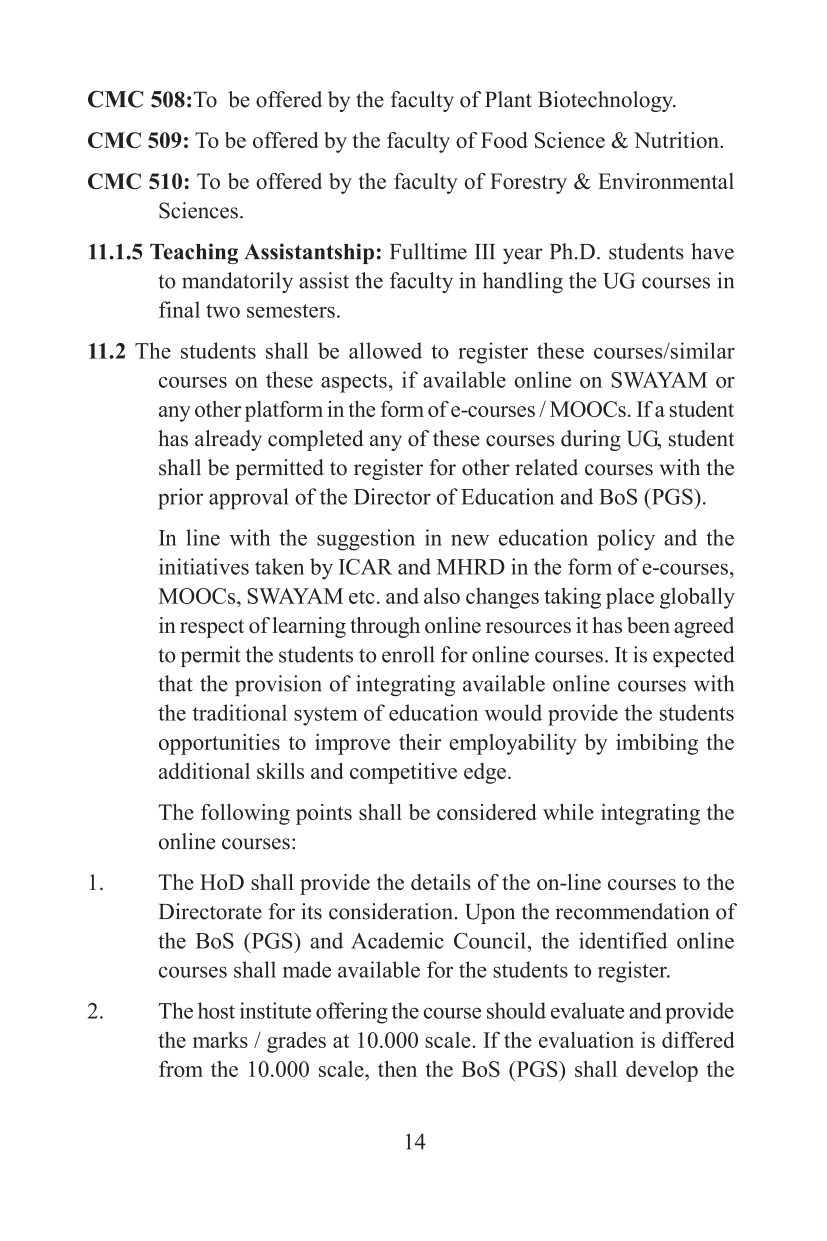 CMC 508:To  be offered by the faculty of Plant Biotechnology.
CMC 509: To be offered by the faculty of Food Science & Nutrition.
CMC 510: To be offered by the faculty of Forestry & Environmental
Sciences.
11.1.5 Teaching Assistantship: Fulltime III year Ph.D. students have
to mandatorily assist the faculty in handling the UG courses in
final two semesters.
11.2 The students shall be allowed to register these courses/similar
courses on these aspects, if available online on SWAYAM or
any other platform in the form of e-courses / MOOCs. If a student
has already completed any of these courses during UG, student
shall be permitted to register for other related courses with the
prior approval of the Director of Education and BoS (PGS).
In line with the suggestion in new education policy and the
initiatives taken by ICAR and MHRD in the form of e-courses,
MOOCs, SWAYAM etc. and also changes taking place globally
in respect of learning through online resources it has been agreed
to permit the students to enroll for online courses. It is expected
that the provision of integrating available online courses with
the traditional system of education would provide the students
opportunities to improve their employability by imbibing the
additional skills and competitive edge.
The following points shall be considered while integrating the
online courses:
1. The HoD shall provide the details of the on-line courses to the
Directorate for its consideration. Upon the recommendation of
the BoS (PGS) and Academic Council, the identified online
courses shall made available for the students to register.
2. The host institute offering the course should evaluate and provide
the marks / grades at 10.000 scale. If the evaluation is differed
from the 10.000 scale, then the BoS (PGS) shall develop the
14